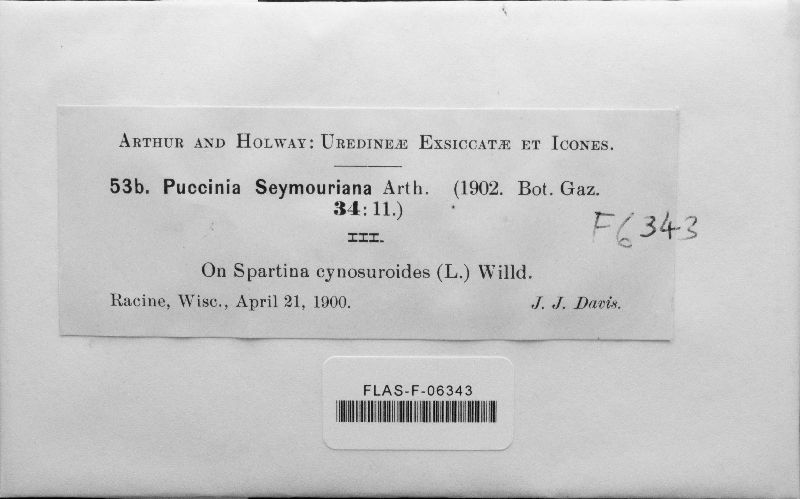 Arthur and Holway: Uredineæ Exsiccatæ et Icones.
53b. Puccinia Seymouriana Arth. (1902. Bot. Gaz.
34: 11.)
III.
F6343
On Spartina cynosuroides (L.) Willd.
Racine, Wisc., April 21, 1900. J. J. Davis.
FLAS-F-06343